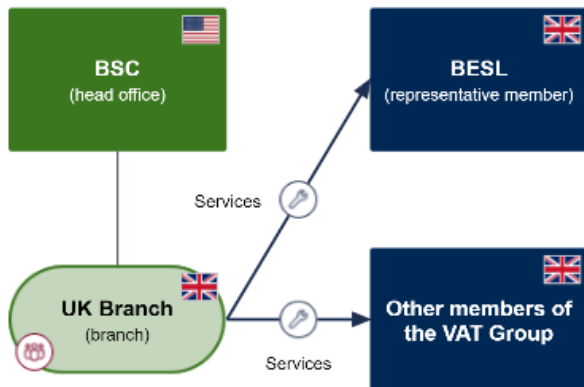 BSC
(head office)
BESL
(representative member)
Services
UK Branch
(branch)
Other members of
the VAT Group
Services